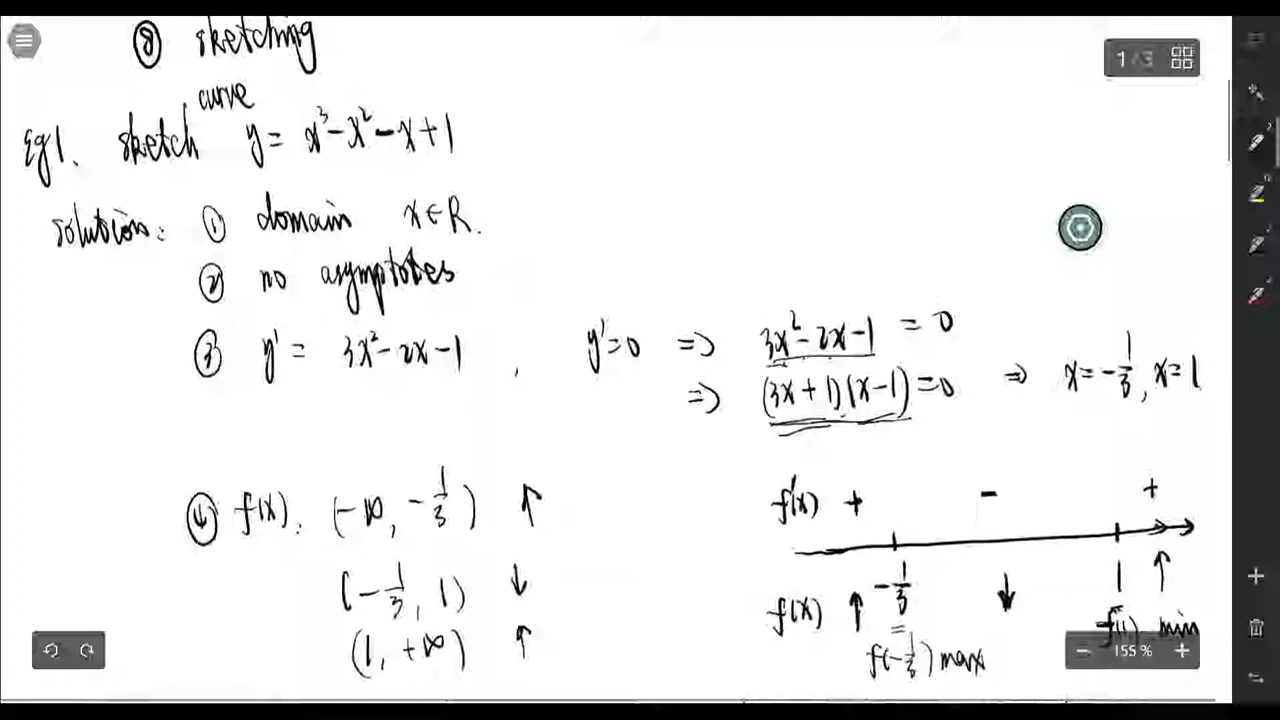 ⑧ sketching
curve
1/3
Eg1. sketch y = x³-x²-x+1
solution: ① domain x∈R.
② no asymptotes
③ y' = 3x²-2x-1 , y'=0 => 3x²-2x-1 = 0
=> (3x+1)(x-1)=0 => x=-1/3, x=1
④ f(x): (-∞, -1/3) ↑
f'(x) + - +
(-1/3, 1) ↓
-1/3 1
f(x) ↑ ↓ ↑
(1, +∞) ↑
f(-1/3) max f(1) min
155 %